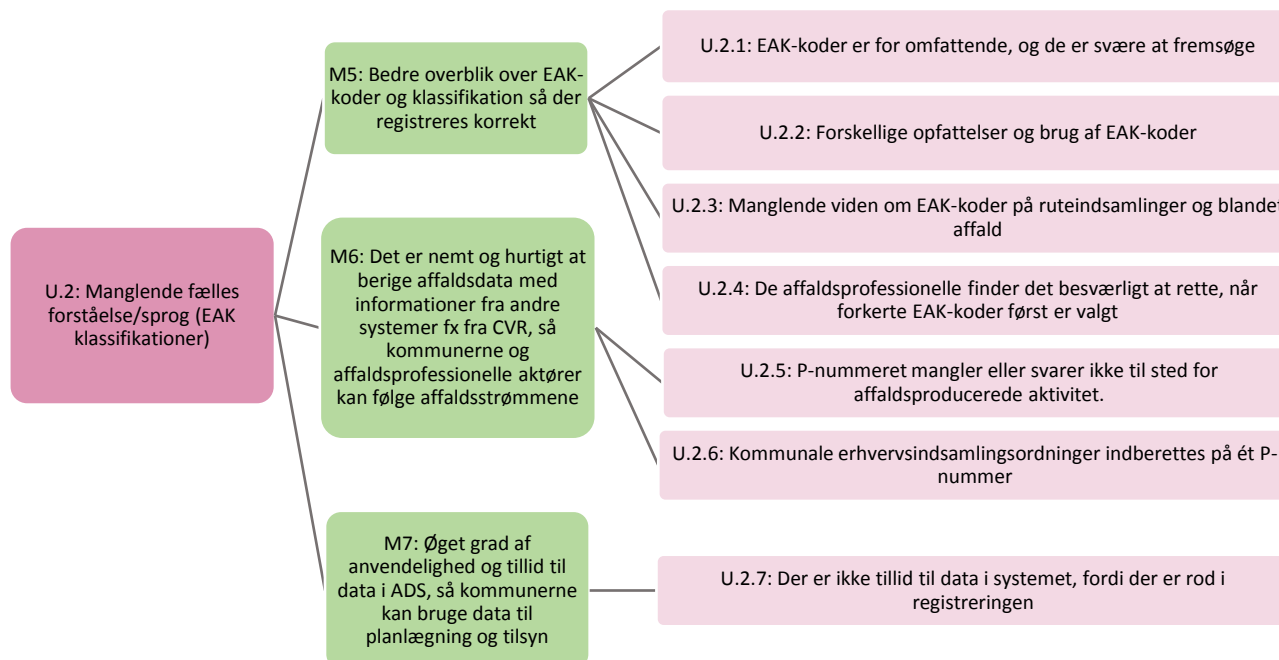 U.2: Manglende fælles
forståelse/sprog (EAK
klassifikationer)
M5: Bedre overblik over EAK-
koder og klassifikation så der
registreres korrekt
M6: Det er nemt og hurtigt at
berige affaldsdata med
informationer fra andre
systemer fx fra CVR, så
kommunerne og
affaldsprofessionelle aktører
kan følge affaldsstrømmene
M7: Øget grad af
anvendelighed og tillid til
data i ADS, så kommunerne
kan bruge data til
planlægning og tilsyn
U.2.1: EAK-koder er for omfattende, og de er svære at fremsøge
U.2.2: Forskellige opfattelser og brug af EAK-koder
U.2.3: Manglende viden om EAK-koder på ruteindsamlinger og blandet
affald
U.2.4: De affaldsprofessionelle finder det besværligt at rette, når
forkerte EAK-koder først er valgt
U.2.5: P-nummeret mangler eller svarer ikke til sted for
affaldsproducerede aktivitet.
U.2.6: Kommunale erhvervsindsamlingsordninger indberettes på ét P-
nummer
U.2.7: Der er ikke tillid til data i systemet, fordi der er rod i
registreringen